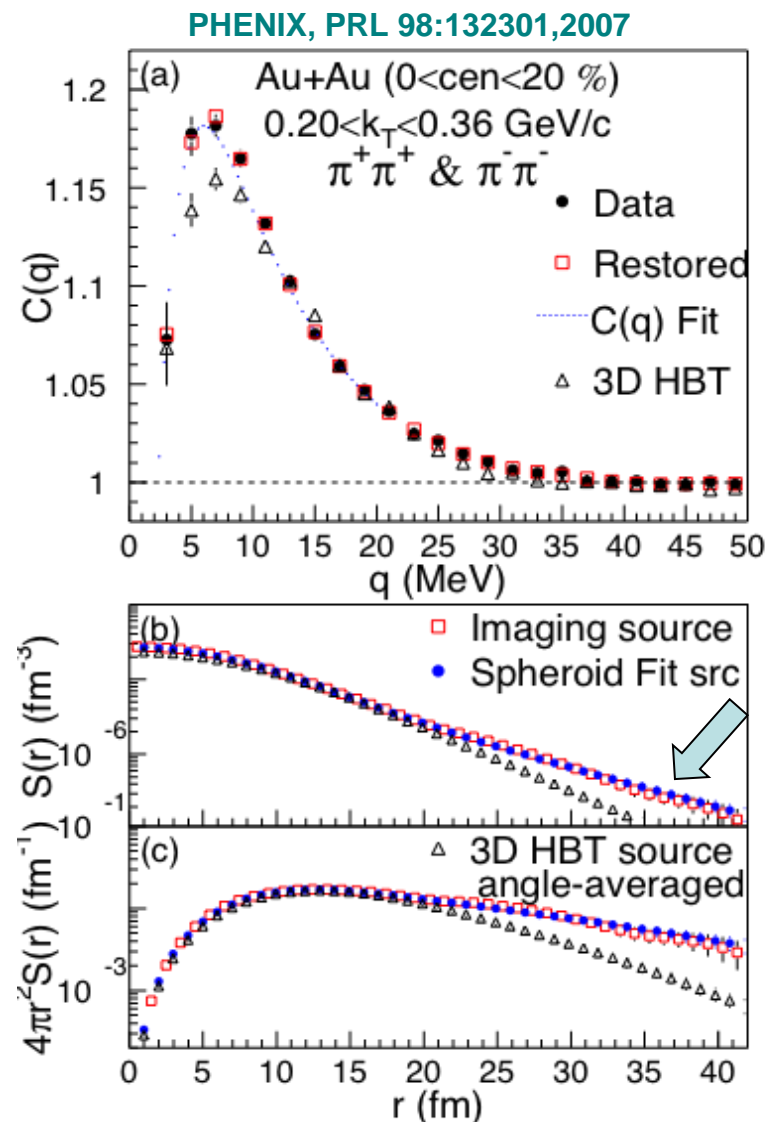 PHENIX, PRL 98:132301,2007
(a)
Au+Au (0<cen<20 %)
0.20<k_T<0.36 GeV/c
π⁺π⁺ & π⁻π⁻
Data
Restored
C(q) Fit
3D HBT
C(q)
1.2
1.15
1.1
1.05
1
0 5 10 15 20 25 30 35 40 45 50
q (MeV)
(b)
Imaging source
Spheroid Fit src
S(r) (fm⁻³)
10⁻⁶
10⁻¹
(c)
3D HBT source
angle-averaged
4πr²S(r) (fm⁻¹)
10⁻³
0 5 10 15 20 25 30 35 40
r (fm)